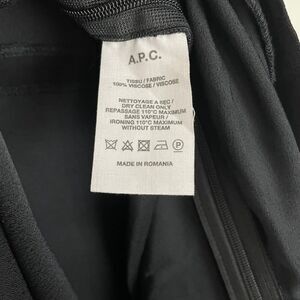 A.P.C.
TISSU / FABRIC
100% VISCOSE / VISCOSE
NETTOYAGE A SEC /
DRY CLEAN ONLY
REPASSAGE 110°C MAXIMUM
SANS VAPEUR /
IRONING 110°C MAXIMUM
WITHOUT STEAM
P
MADE IN ROMANIA